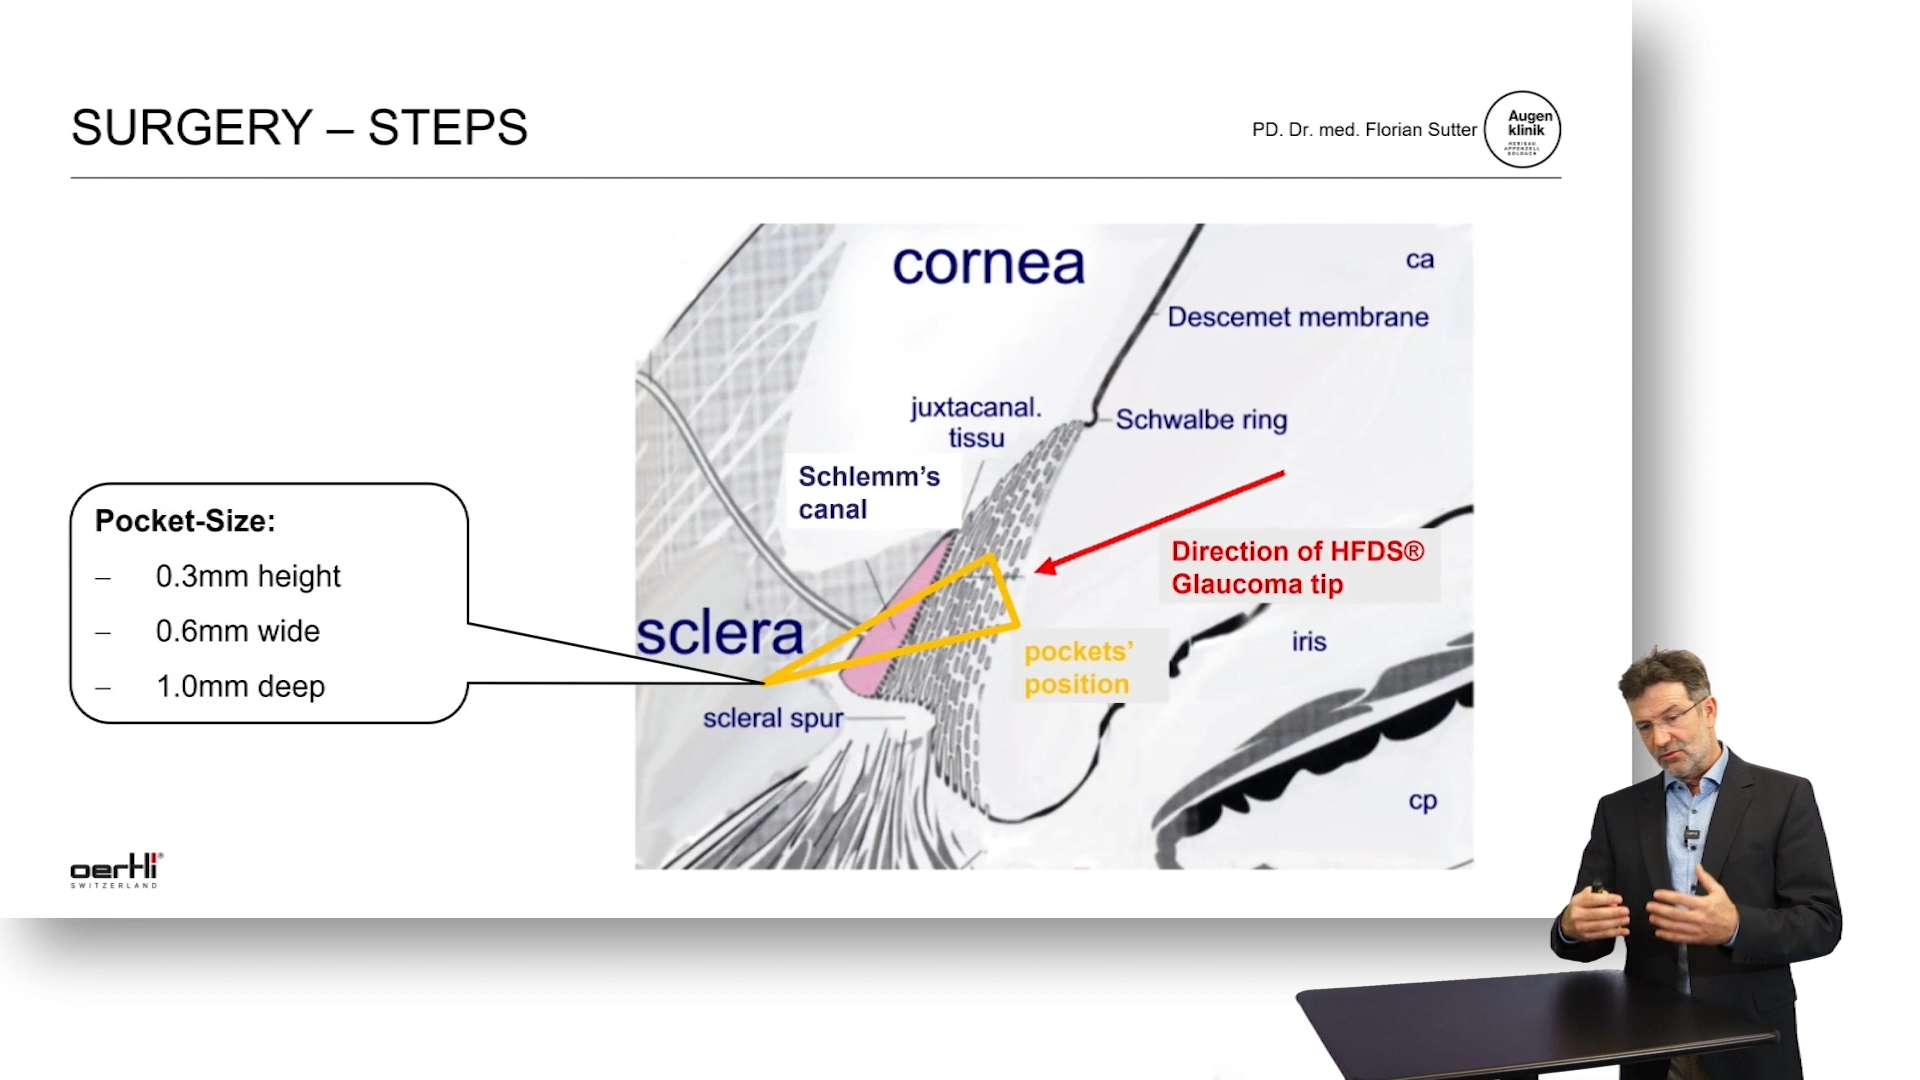 SURGERY – STEPS
PD. Dr. med. Florian Sutter
Augen
klinik
HERISAU
APPENZELL
GOLDACH
cornea
ca
Descemet membrane
juxtacanal.
tissu
Schwalbe ring
Schlemm’s
canal
Direction of HFDS®
Glaucoma tip
Pocket-Size:
– 0.3mm height
– 0.6mm wide
– 1.0mm deep
sclera
iris
pockets’
position
scleral spur
cp
oertli®
SWITZERLAND